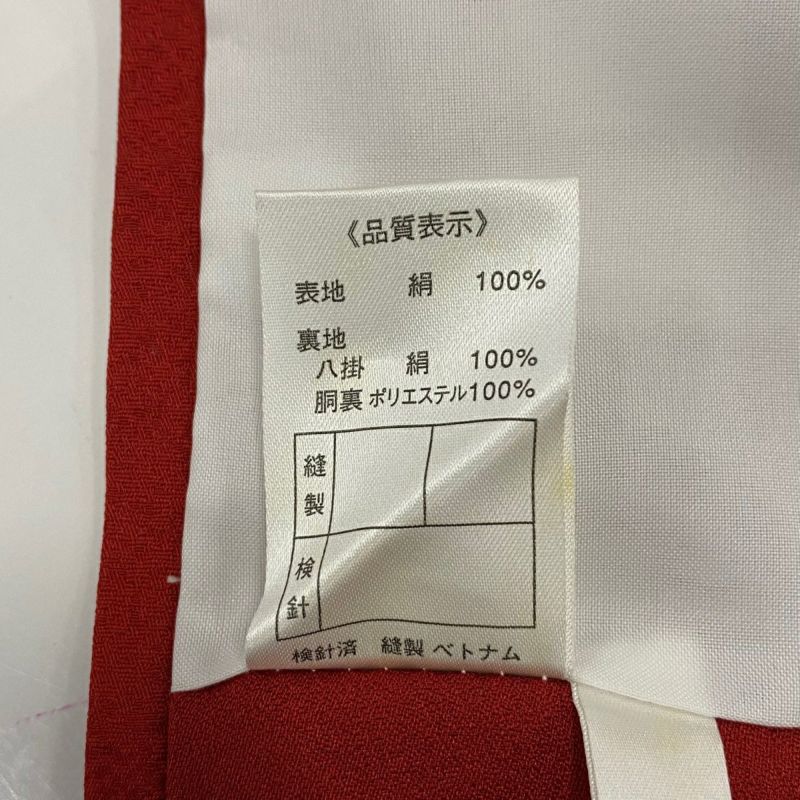 《品質表示》
表地 絹 100%
裏地
八掛 絹 100%
胴裏 ポリエステル100%
縫製
検針
検針済 縫製 ベトナム